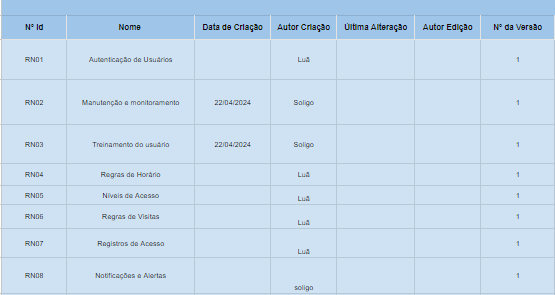 Nº Id Nome Data de Criação Autor Criação Última Alteração Autor Edição Nº da Versão
RN01 Autenticação de Usuários Luã 1
RN02 Manutenção e monitoramento 22/04/2024 Soligo 1
RN03 Treinamento do usuário 22/04/2024 Soligo 1
RN04 Regras de Horário Luã 1
RN05 Níveis de Acesso Luã 1
RN06 Regras de Visitas Luã 1
RN07 Registros de Acesso Luã 1
RN08 Notificações e Alertas soligo 1